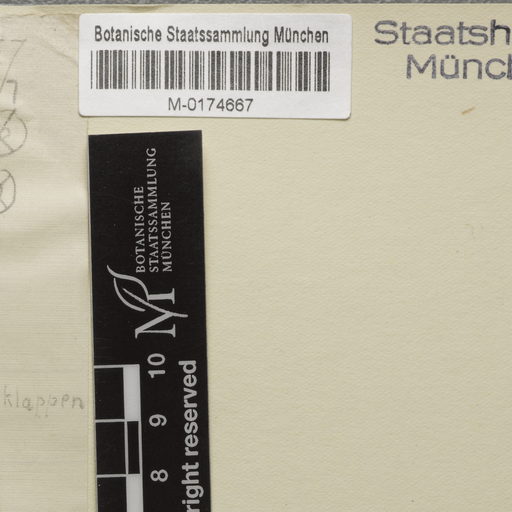 Botanische Staatssammlung München
M-0174667
Staatsh
Münch
BOTANISCHE
STAATSSAMMLUNG
MÜNCHEN
M
10
9
8
right reserved
klappen